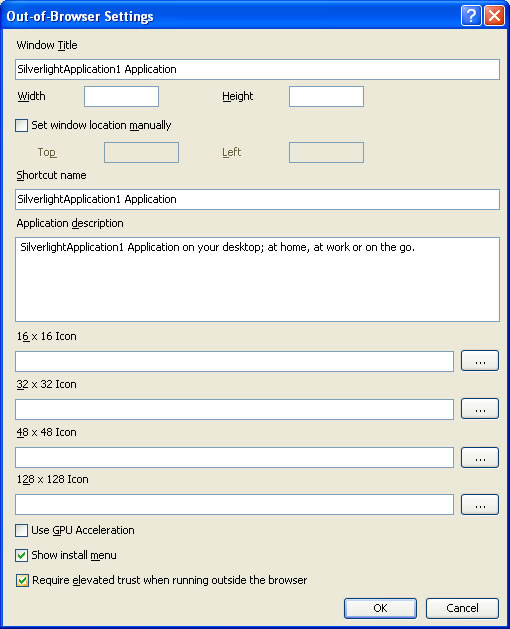 Out-of-Browser Settings
Window Title
SilverlightApplication1 Application
Width Height
Set window location manually
Top Left
Shortcut name
SilverlightApplication1 Application
Application description
SilverlightApplication1 Application on your desktop; at home, at work or on the go.
16 x 16 Icon
...
32 x 32 Icon
...
48 x 48 Icon
...
128 x 128 Icon
...
Use GPU Acceleration
Show install menu
Require elevated trust when running outside the browser
OK Cancel